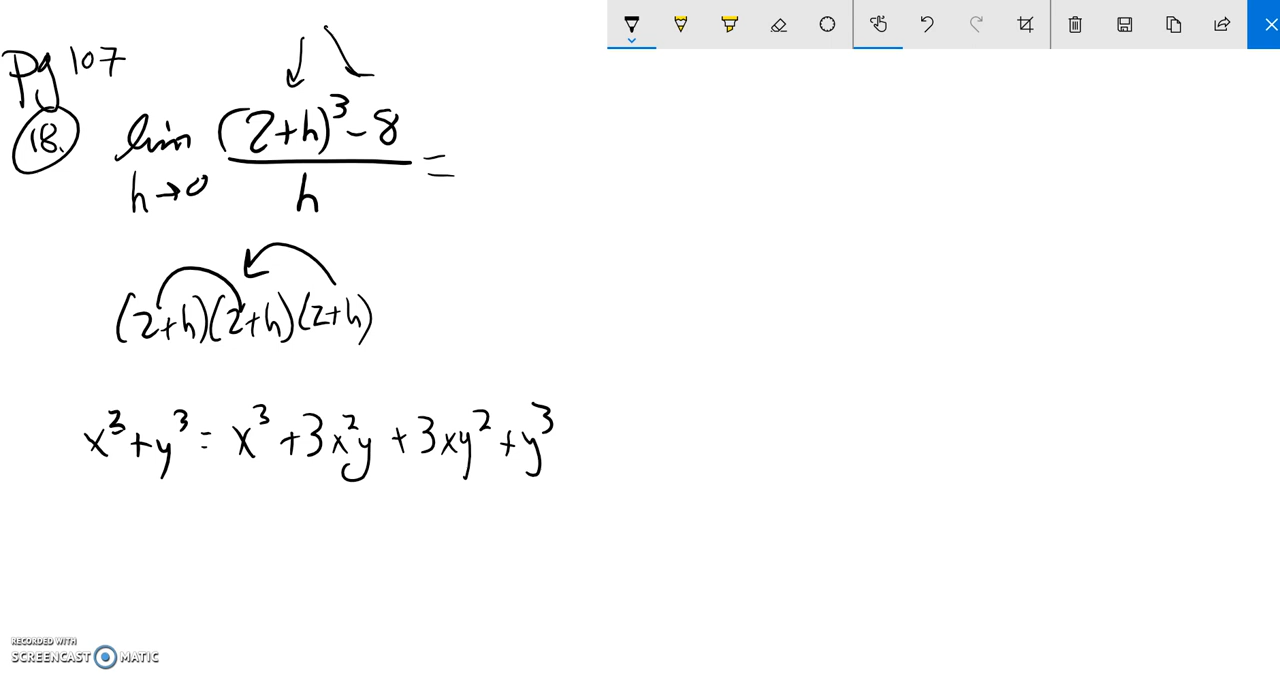 Pg 107
18. lim h→0 (2+h)³-8 / h =
(2+h)(2+h)(2+h)
x³+y³ = x³+3x²y+3xy²+y³
RECORDED WITH
SCREENCAST MATIC